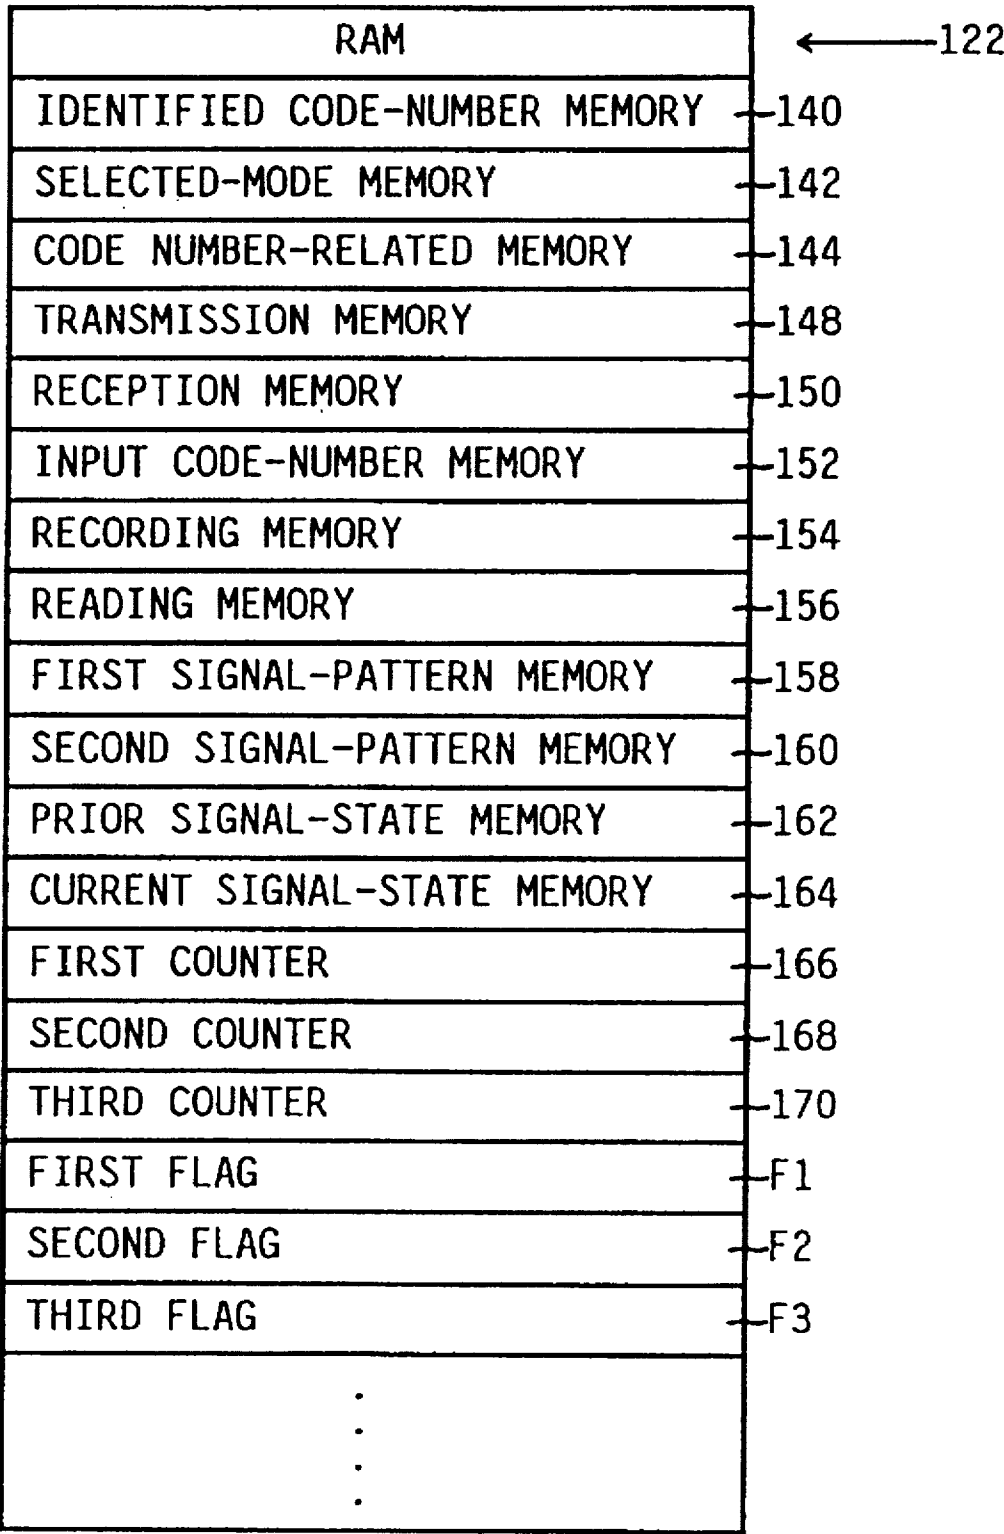 RAM 122
IDENTIFIED CODE-NUMBER MEMORY 140
SELECTED-MODE MEMORY 142
CODE NUMBER-RELATED MEMORY 144
TRANSMISSION MEMORY 148
RECEPTION MEMORY 150
INPUT CODE-NUMBER MEMORY 152
RECORDING MEMORY 154
READING MEMORY 156
FIRST SIGNAL-PATTERN MEMORY 158
SECOND SIGNAL-PATTERN MEMORY 160
PRIOR SIGNAL-STATE MEMORY 162
CURRENT SIGNAL-STATE MEMORY 164
FIRST COUNTER 166
SECOND COUNTER 168
THIRD COUNTER 170
FIRST FLAG F1
SECOND FLAG F2
THIRD FLAG F3